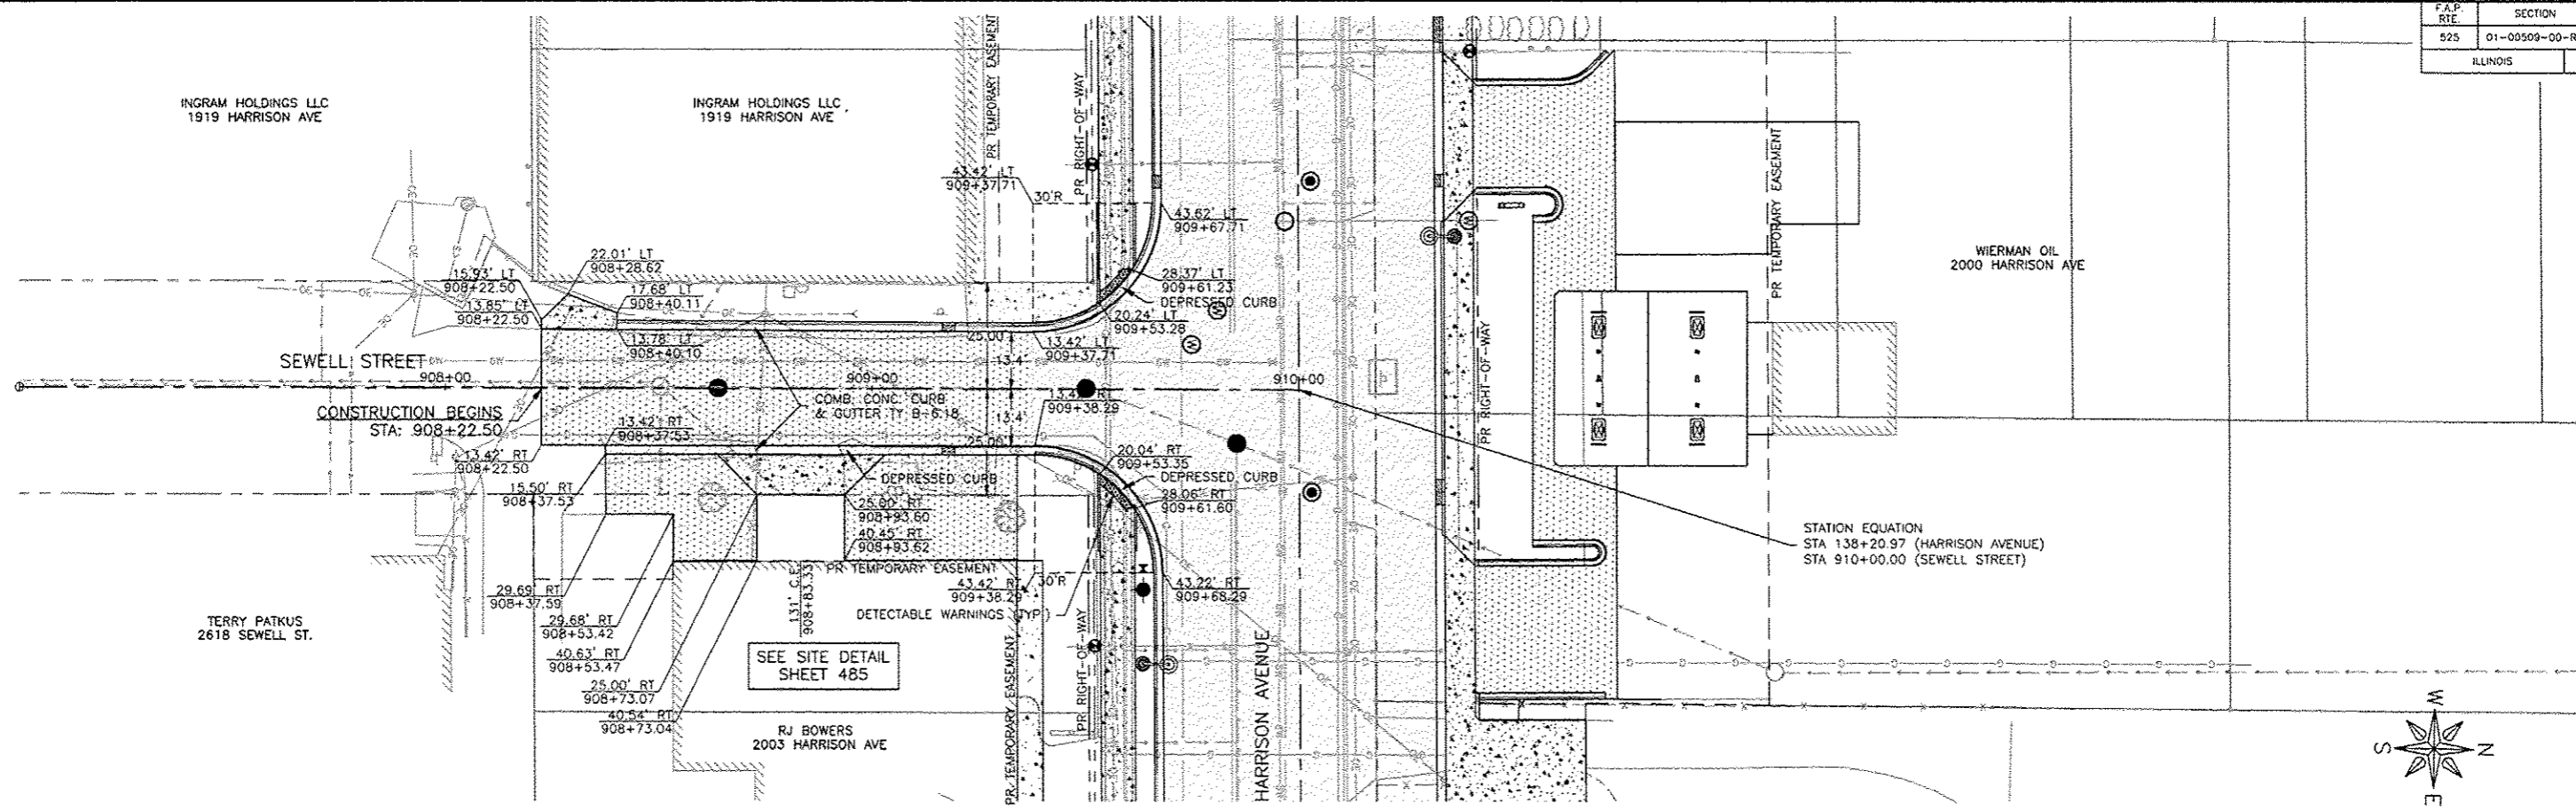 F.A.P.
RTE.
SECTION
525
01-00509-00-R
ILLINOIS
INGRAM HOLDINGS LLC
1919 HARRISON AVE
INGRAM HOLDINGS LLC
1919 HARRISON AVE
PR TEMPORARY EASEMENT
PR RIGHT-OF-WAY
43.42' LT
909+37.71
30'R
43.62' LT
909+67.71
22.01' LT
908+28.62
15.93' LT
908+22.50
13.85' LT
908+22.50
17.68' LT
908+40.11
13.78' LT
908+40.10
28.37' LT
909+61.23
DEPRESSED CURB
20.24' LT
909+53.28
13.42' LT
909+37.71
25.00'
13.4'
SEWELL STREET
908+00
909+00
910+00
CONSTRUCTION BEGINS
STA: 908+22.50
COMB. CONC. CURB
& GUTTER TY B-6.18
13.4'
909+38.29
13.42' RT
908+37.53
13.42' RT
908+22.50
25.00'
20.04' RT
909+53.35
DEPRESSED CURB
28.06' RT
909+61.60
DEPRESSED CURB
15.50' RT
908+37.53
25.00' RT
908+93.60
40.45' RT
908+93.62
PR TEMPORARY EASEMENT
29.69' RT
908+37.59
29.68' RT
908+53.42
40.63' RT
908+53.47
25.00' RT
908+73.07
40.54' RT
908+73.04
131' C.E.
908+83.33
43.42' RT
909+38.29
30'R
43.22' RT
909+68.29
DETECTABLE WARNINGS (TYP.)
SEE SITE DETAIL
SHEET 485
TERRY PATKUS
2618 SEWELL ST.
RJ BOWERS
2003 HARRISON AVE
PR TEMPORARY EASEMENT
PR RIGHT-OF-WAY
HARRISON AVENUE
PR RIGHT-OF-WAY
PR TEMPORARY EASEMENT
WIERMAN OIL
2000 HARRISON AVE
STATION EQUATION
STA 138+20.97 (HARRISON AVENUE)
STA 910+00.00 (SEWELL STREET)
W
S
N
E